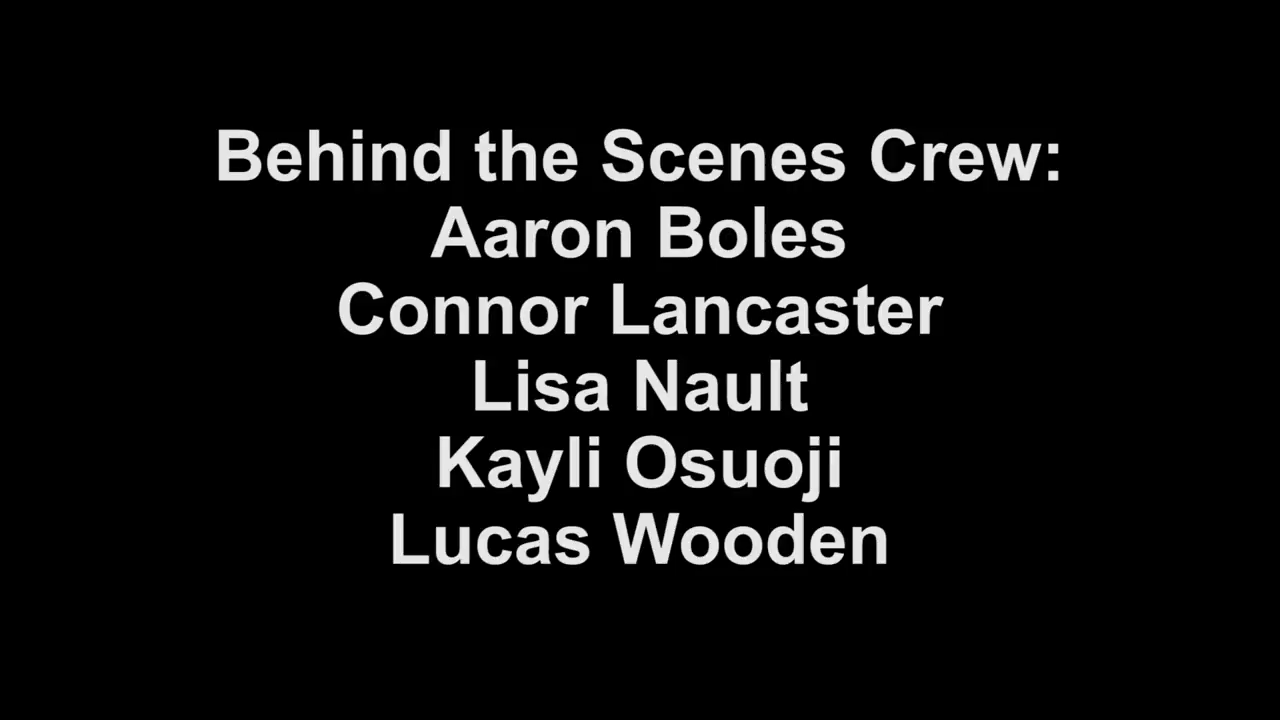 Behind the Scenes Crew:
Aaron Boles
Connor Lancaster
Lisa Nault
Kayli Osuoji
Lucas Wooden